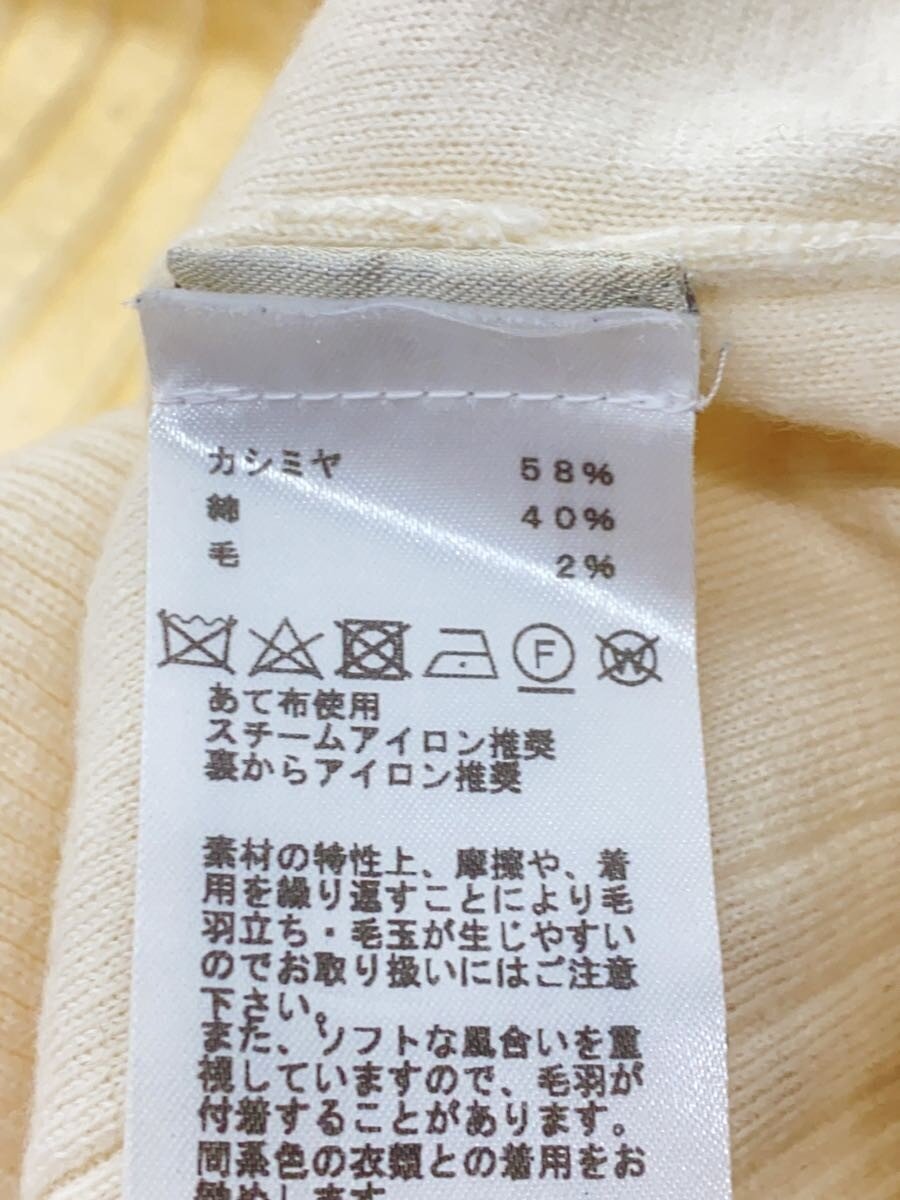 カシミヤ 58%
綿 40%
毛 2%
F W
あて布使用
スチームアイロン推奨
裏からアイロン推奨
素材の特性上、摩擦や、着
用を繰り返すことにより毛
羽立ち・毛玉が生じやすい
のでお取り扱いにはご注意
下さい。
また、ソフトな風合いを重
視していますので、毛羽が
付着することがあります。
同系色の衣類との着用をお
勧めします